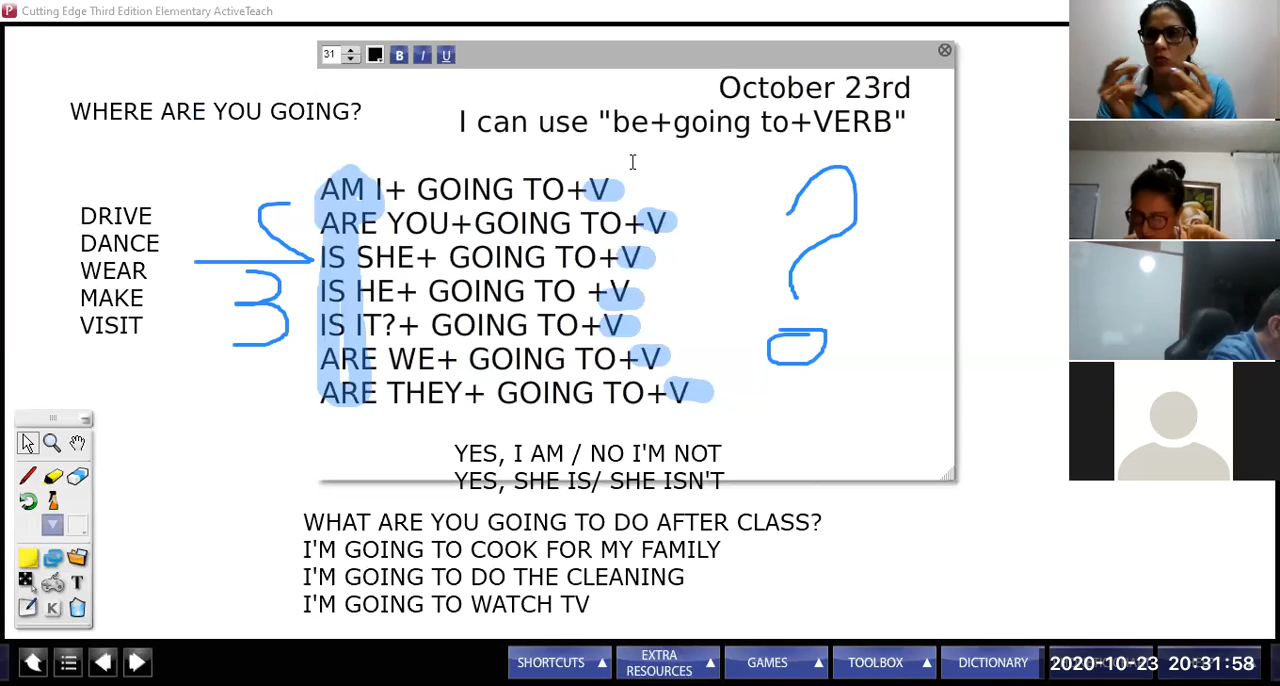 Cutting Edge Third Edition Elementary ActiveTeach
31 B I U
October 23rd
I can use "be+going to+VERB"
WHERE ARE YOU GOING?
AM I+ GOING TO+V
ARE YOU+GOING TO+V
IS SHE+ GOING TO+V
IS HE+ GOING TO +V
IS IT?+ GOING TO+V
ARE WE+ GOING TO+V
ARE THEY+ GOING TO+V
?
DRIVE
DANCE
WEAR
MAKE
VISIT
YES, I AM / NO I'M NOT
YES, SHE IS/ SHE ISN'T
WHAT ARE YOU GOING TO DO AFTER CLASS?
I'M GOING TO COOK FOR MY FAMILY
I'M GOING TO DO THE CLEANING
I'M GOING TO WATCH TV
T
K
SHORTCUTS
EXTRA RESOURCES
GAMES
TOOLBOX
DICTIONARY
2020-10-23 20:31:58